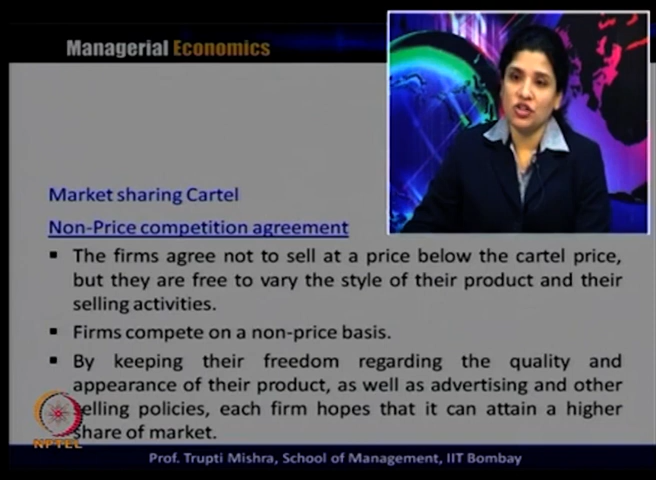 Managerial Economics
Market sharing Cartel
Non-Price competition agreement
▪ The firms agree not to sell at a price below the cartel price,
but they are free to vary the style of their product and their
selling activities.
▪ Firms compete on a non-price basis.
▪ By keeping their freedom regarding the quality and
appearance of their product, as well as advertising and other
selling policies, each firm hopes that it can attain a higher
share of market.
NPTEL
Prof. Trupti Mishra, School of Management, IIT Bombay